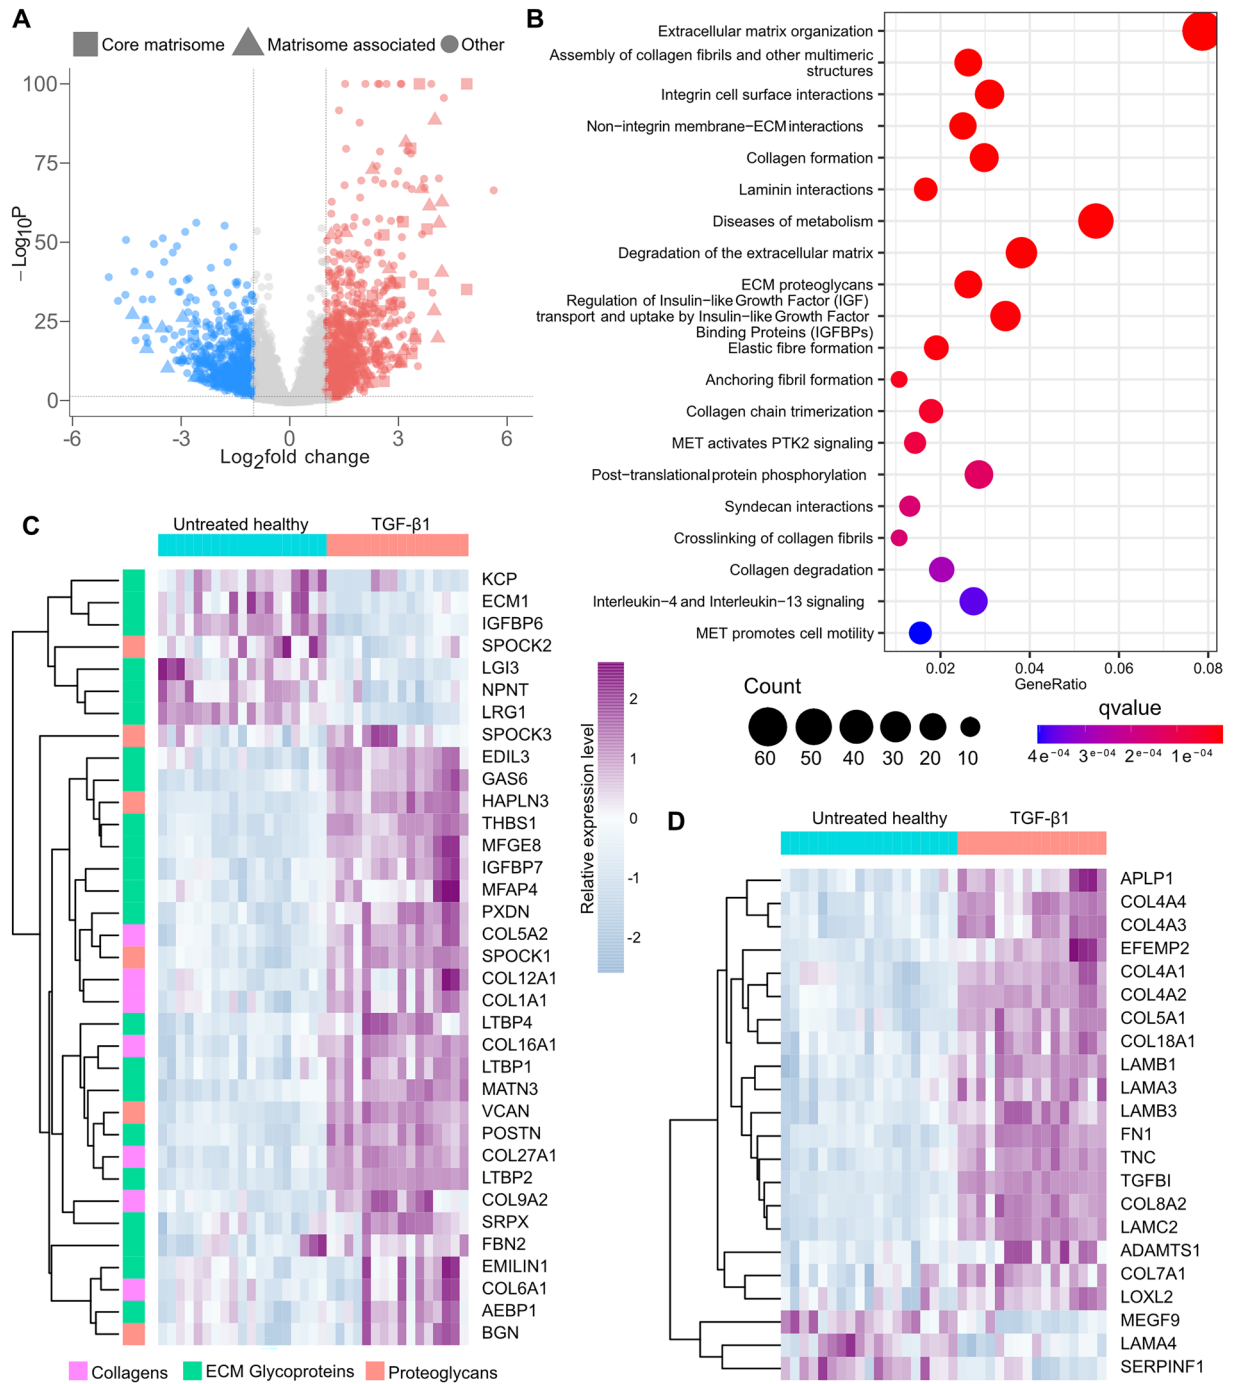 A
Core matrisome
Matrisome associated
Other
100
75
50
25
0
-6
-3
0
3
6
−Log10P
Log2fold change
B
Extracellular matrix organization
Assembly of collagen fibrils and other multimeric
structures
Integrin cell surface interactions
Non−integrin membrane−ECM interactions
Collagen formation
Laminin interactions
Diseases of metabolism
Degradation of the extracellular matrix
ECM proteoglycans
Regulation of Insulin−like Growth Factor (IGF)
transport and uptake by Insulin−like Growth Factor
Binding Proteins (IGFBPs)
Elastic fibre formation
Anchoring fibril formation
Collagen chain trimerization
MET activates PTK2 signaling
Post−translational protein phosphorylation
Syndecan interactions
Crosslinking of collagen fibrils
Collagen degradation
Interleukin−4 and Interleukin−13 signaling
MET promotes cell motility
0.02
0.04
0.06
0.08
GeneRatio
Count
60
50
40
30
20
10
qvalue
4e−04
3e−04
2e−04
1e−04
C
Untreated healthy
TGF-β1
KCP
ECM1
IGFBP6
SPOCK2
LGI3
NPNT
LRG1
SPOCK3
EDIL3
GAS6
HAPLN3
THBS1
MFGE8
IGFBP7
MFAP4
PXDN
COL5A2
SPOCK1
COL12A1
COL1A1
LTBP4
COL16A1
LTBP1
MATN3
VCAN
POSTN
COL27A1
LTBP2
COL9A2
SRPX
FBN2
EMILIN1
COL6A1
AEBP1
BGN
Collagens
ECM Glycoproteins
Proteoglycans
Relative expression level
2
1
0
-1
-2
D
Untreated healthy
TGF-β1
APLP1
COL4A4
COL4A3
EFEMP2
COL4A1
COL4A2
COL5A1
COL18A1
LAMB1
LAMA3
LAMB3
FN1
TNC
TGFBI
COL8A2
LAMC2
ADAMTS1
COL7A1
LOXL2
MEGF9
LAMA4
SERPINF1